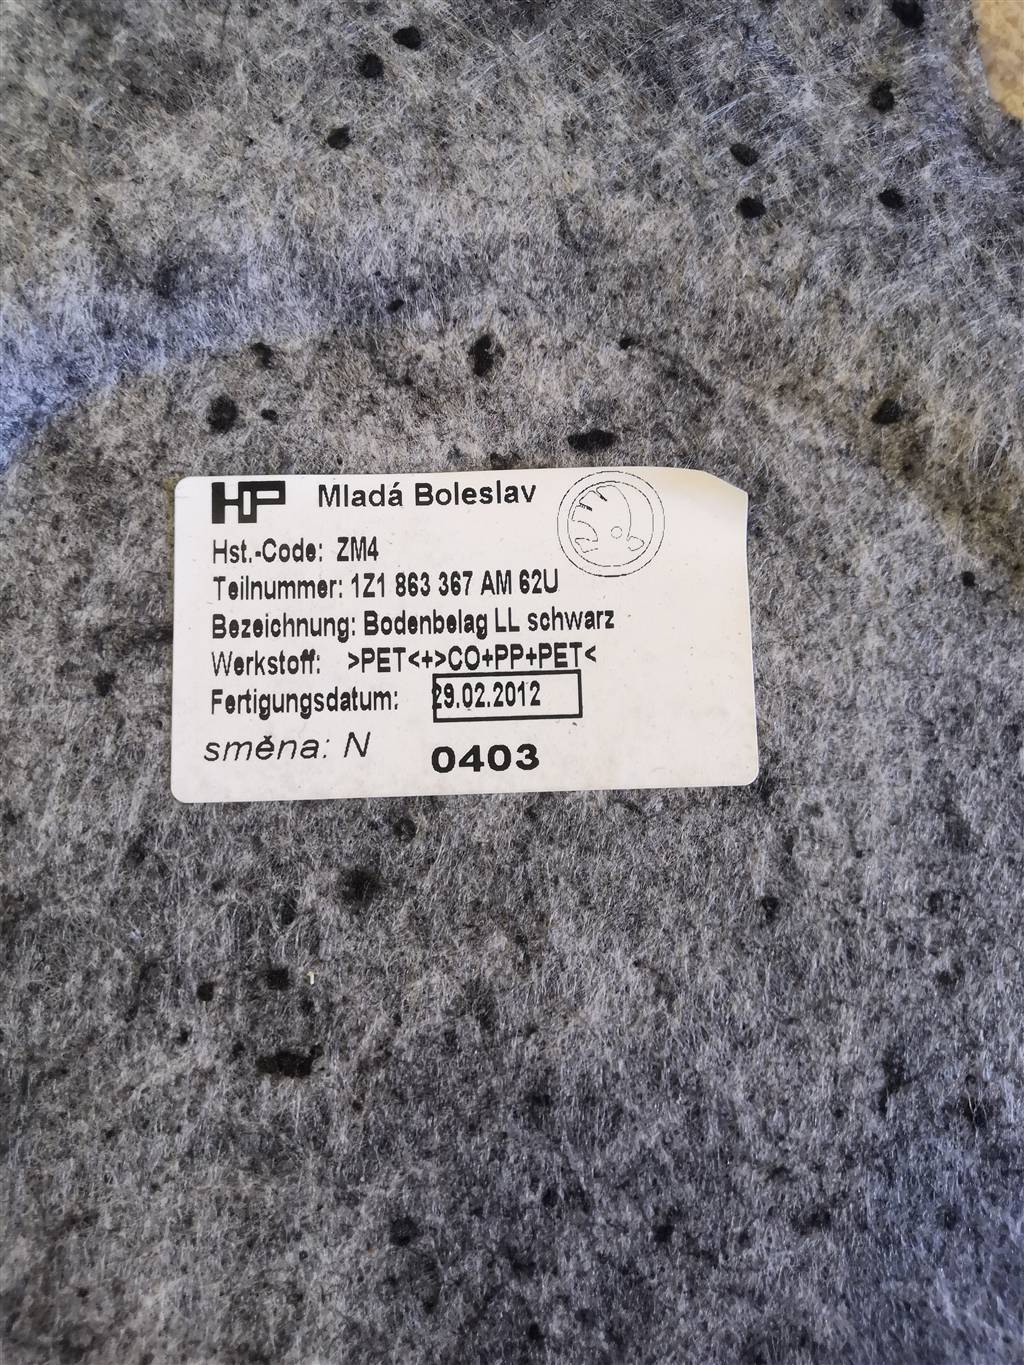 HP Mladá Boleslav
Hst.-Code: ZM4
Teilnummer: 1Z1 863 367 AM 62U
Bezeichnung: Bodenbelag LL schwarz
Werkstoff: >PET<+>CO+PP+PET<
Fertigungsdatum: 29.02.2012
směna: N 0403